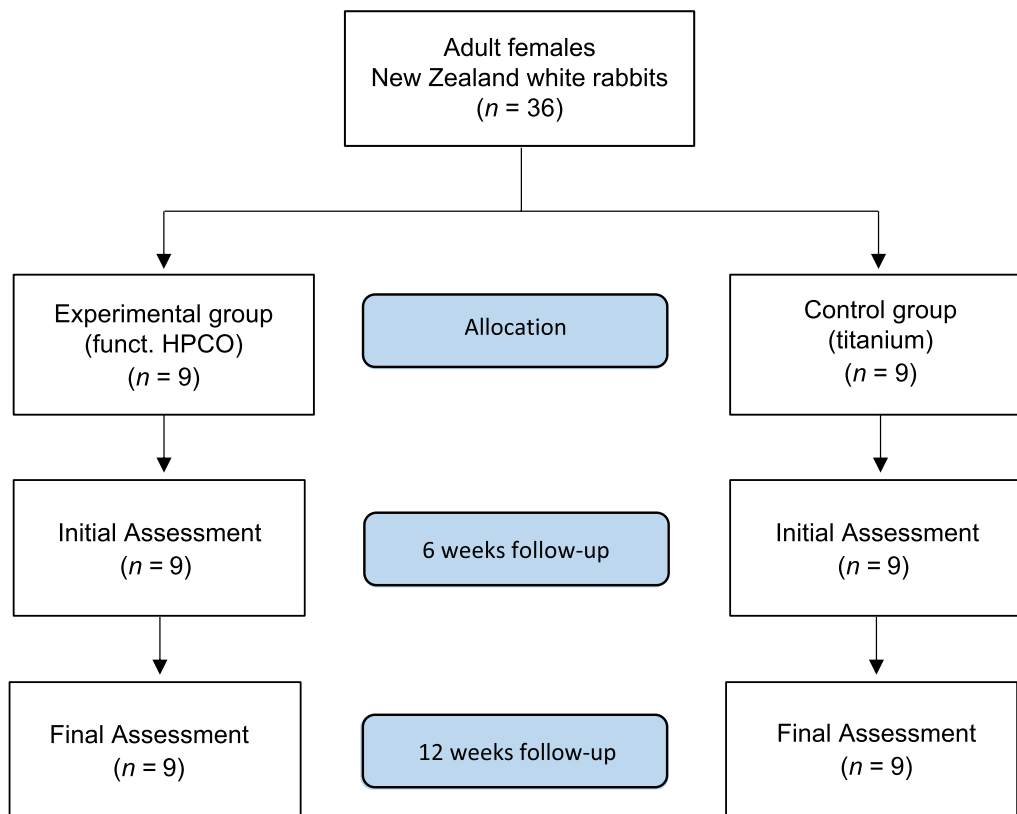 Adult females
New Zealand white rabbits
(n = 36)
Experimental group
(funct. HPCO)
(n = 9)
Allocation
Control group
(titanium)
(n = 9)
Initial Assessment
(n = 9)
6 weeks follow-up
Initial Assessment
(n = 9)
Final Assessment
(n = 9)
12 weeks follow-up
Final Assessment
(n = 9)